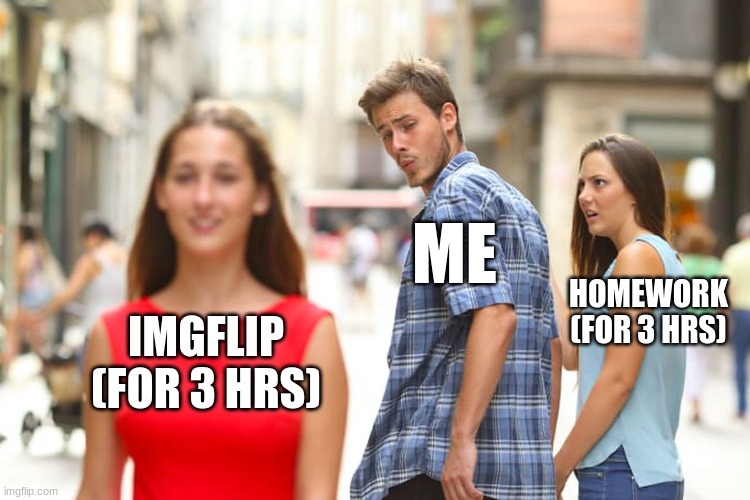 ME
HOMEWORK
(FOR 3 HRS)
IMGFLIP
(FOR 3 HRS)
imgflip.com